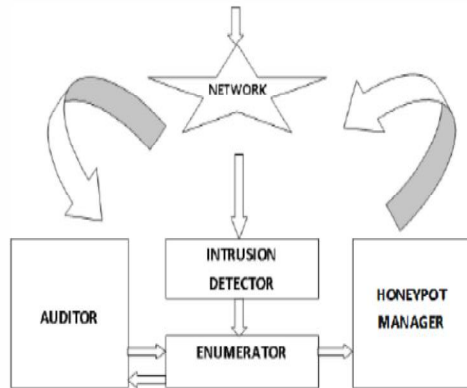 NETWORK
INTRUSION
DETECTOR
AUDITOR
ENUMERATOR
HONEYPOT
MANAGER